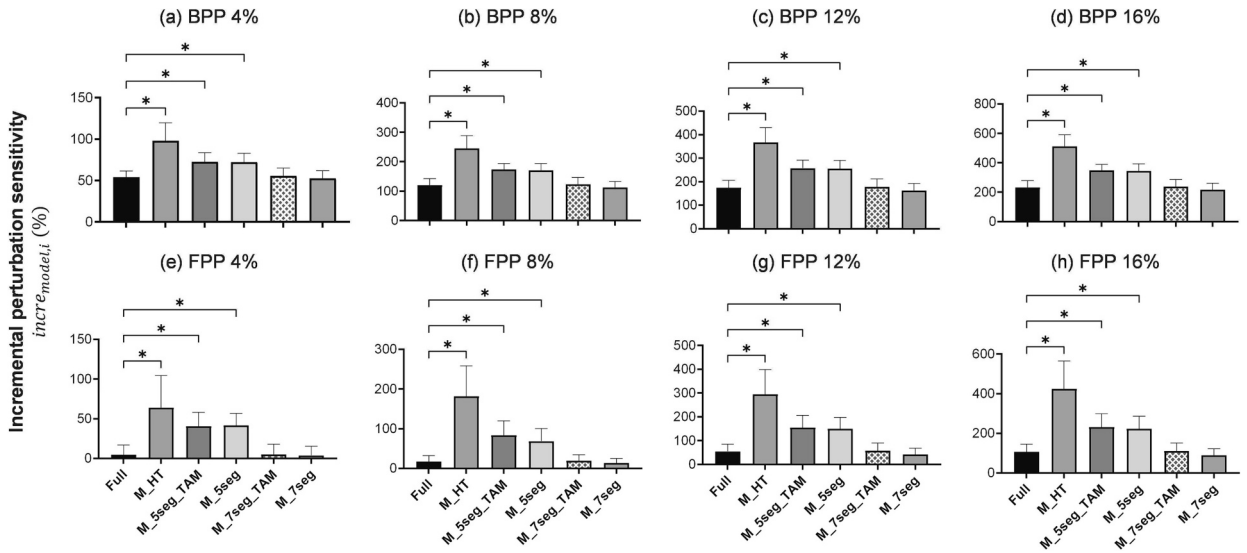 (a) BPP 4%
(b) BPP 8%
(c) BPP 12%
(d) BPP 16%
Incremental perturbation sensitivity
incre_model,i (%)
*
*
*
150
100
50
0
*
*
*
400
300
200
100
0
*
*
*
500
400
300
200
100
0
*
*
*
800
600
400
200
0
(e) FPP 4%
(f) FPP 8%
(g) FPP 12%
(h) FPP 16%
*
*
*
150
100
50
0
Full
M_HT
M_5seg_TAM
M_5seg
M_7seg_TAM
M_7seg
*
*
*
300
200
100
0
Full
M_HT
M_5seg_TAM
M_5seg
M_7seg_TAM
M_7seg
*
*
*
500
400
300
200
100
0
Full
M_HT
M_5seg_TAM
M_5seg
M_7seg_TAM
M_7seg
*
*
*
600
400
200
0
Full
M_HT
M_5seg_TAM
M_5seg
M_7seg_TAM
M_7seg